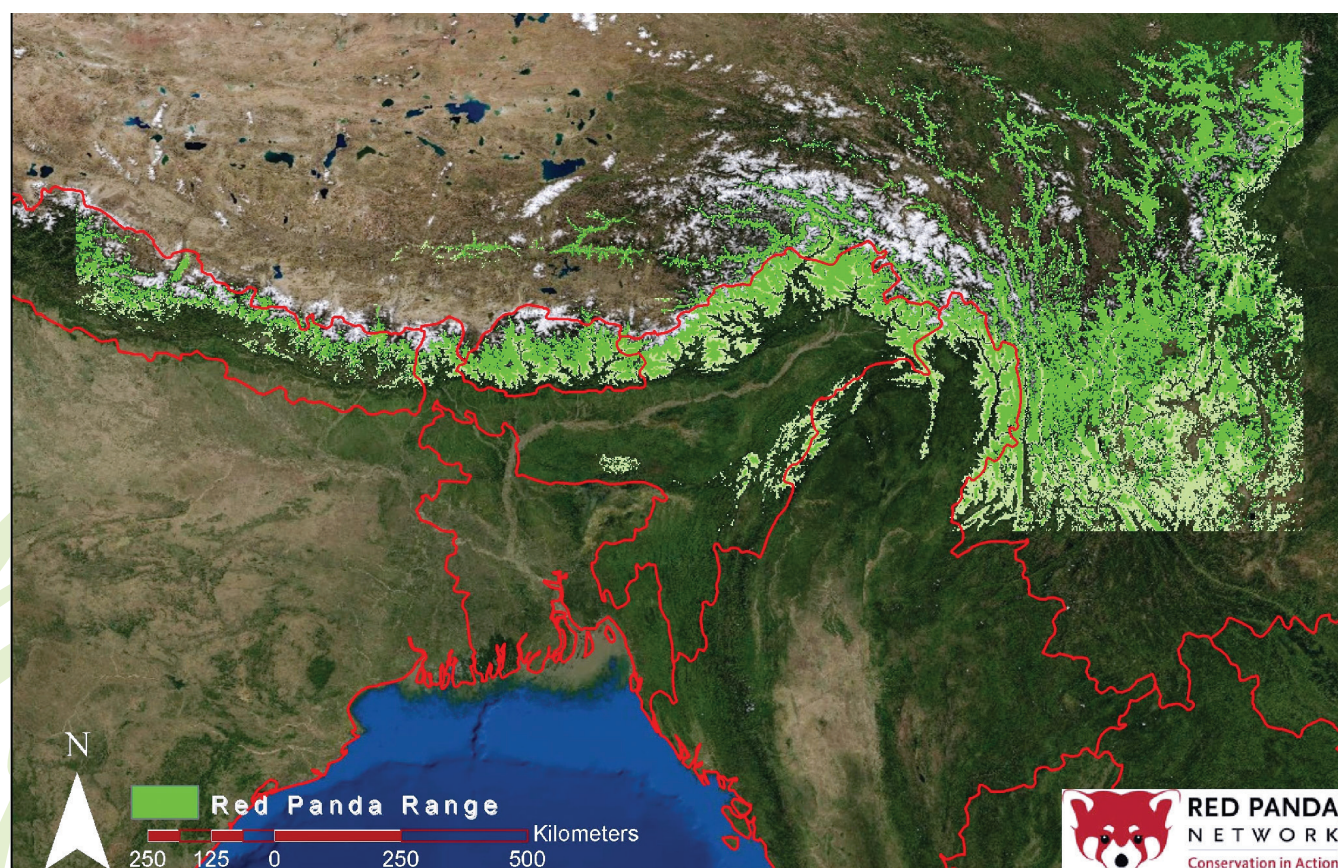 N
Red Panda Range
Kilometers
250 125 0 250 500
RED PANDA
NETWORK
Conservation in Action